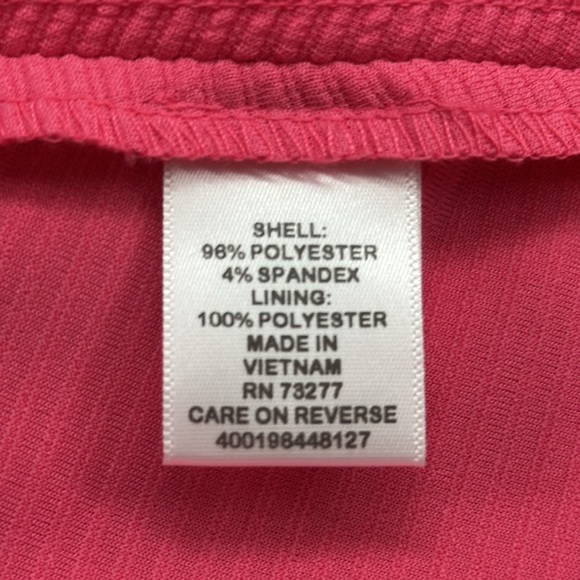 SHELL:
96% POLYESTER
4% SPANDEX
LINING:
100% POLYESTER
MADE IN
VIETNAM
RN 73277
CARE ON REVERSE
400198448127